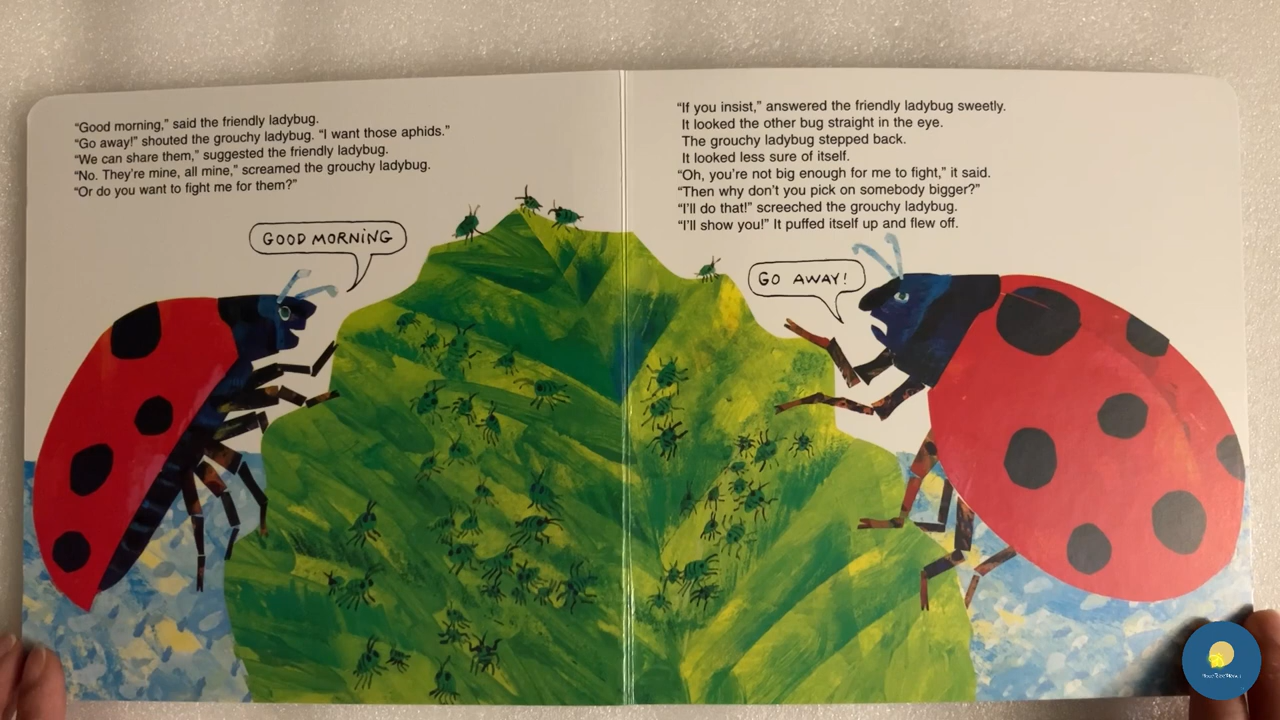 “Good morning,” said the friendly ladybug.
“Go away!” shouted the grouchy ladybug. “I want those aphids.”
“We can share them,” suggested the friendly ladybug.
“No. They’re mine, all mine,” screamed the grouchy ladybug.
“Or do you want to fight me for them?”
GOOD MORNING
“If you insist,” answered the friendly ladybug sweetly.
It looked the other bug straight in the eye.
The grouchy ladybug stepped back.
It looked less sure of itself.
“Oh, you’re not big enough for me to fight,” it said.
“Then why don’t you pick on somebody bigger?”
“I’ll do that!” screeched the grouchy ladybug.
“I’ll show you!” It puffed itself up and flew off.
GO AWAY!